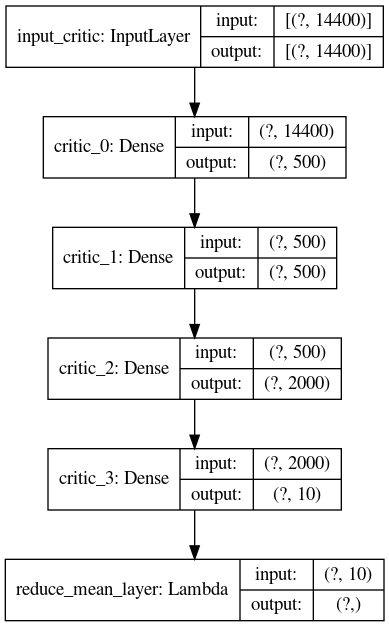 input_critic: InputLayer
input: [(?, 14400)]
output: [(?, 14400)]
critic_0: Dense
input: (?, 14400)
output: (?, 500)
critic_1: Dense
input: (?, 500)
output: (?, 500)
critic_2: Dense
input: (?, 500)
output: (?, 2000)
critic_3: Dense
input: (?, 2000)
output: (?, 10)
reduce_mean_layer: Lambda
input: (?, 10)
output: (?,)